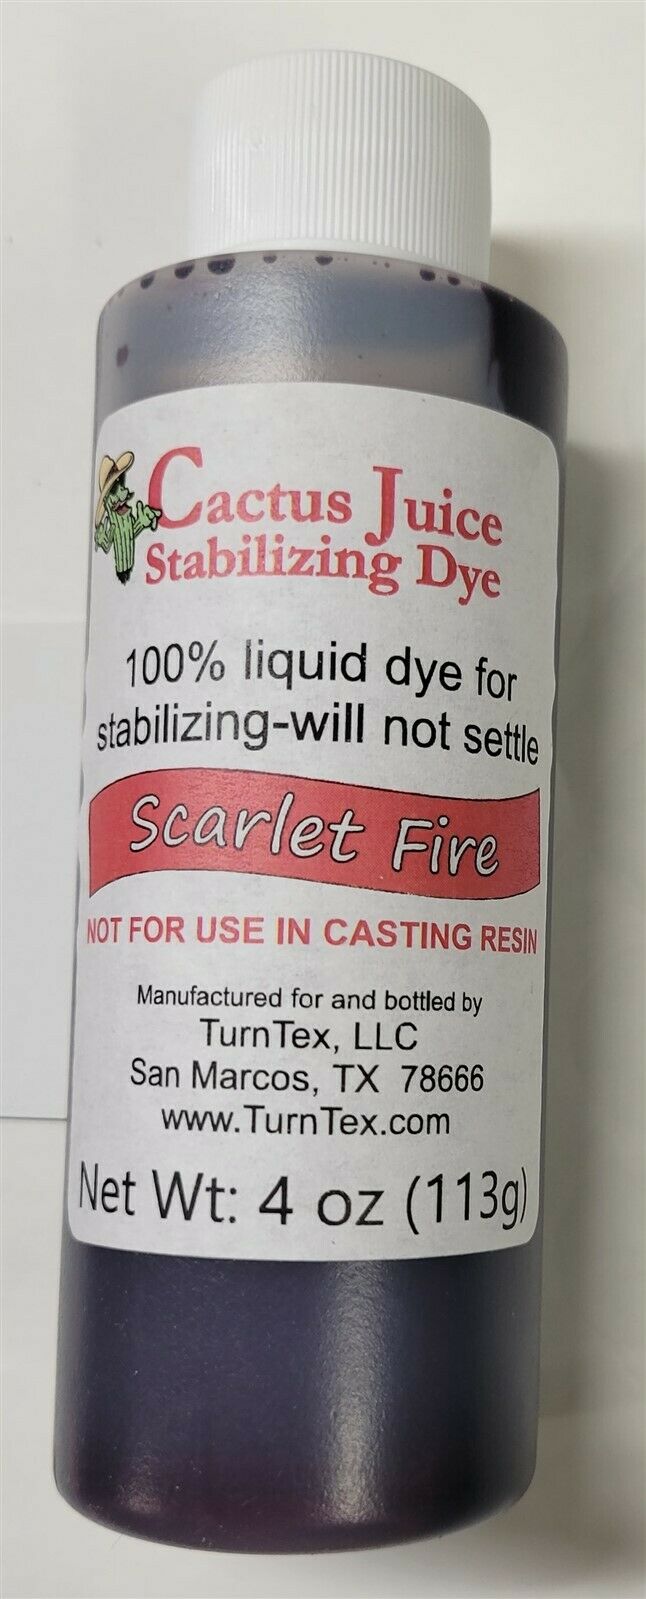 Cactus Juice
Stabilizing Dye
100% liquid dye for
stabilizing-will not settle
Scarlet Fire
NOT FOR USE IN CASTING RESIN
Manufactured for and bottled by
TurnTex, LLC
San Marcos, TX 78666
www.TurnTex.com
Net Wt: 4 oz (113g)